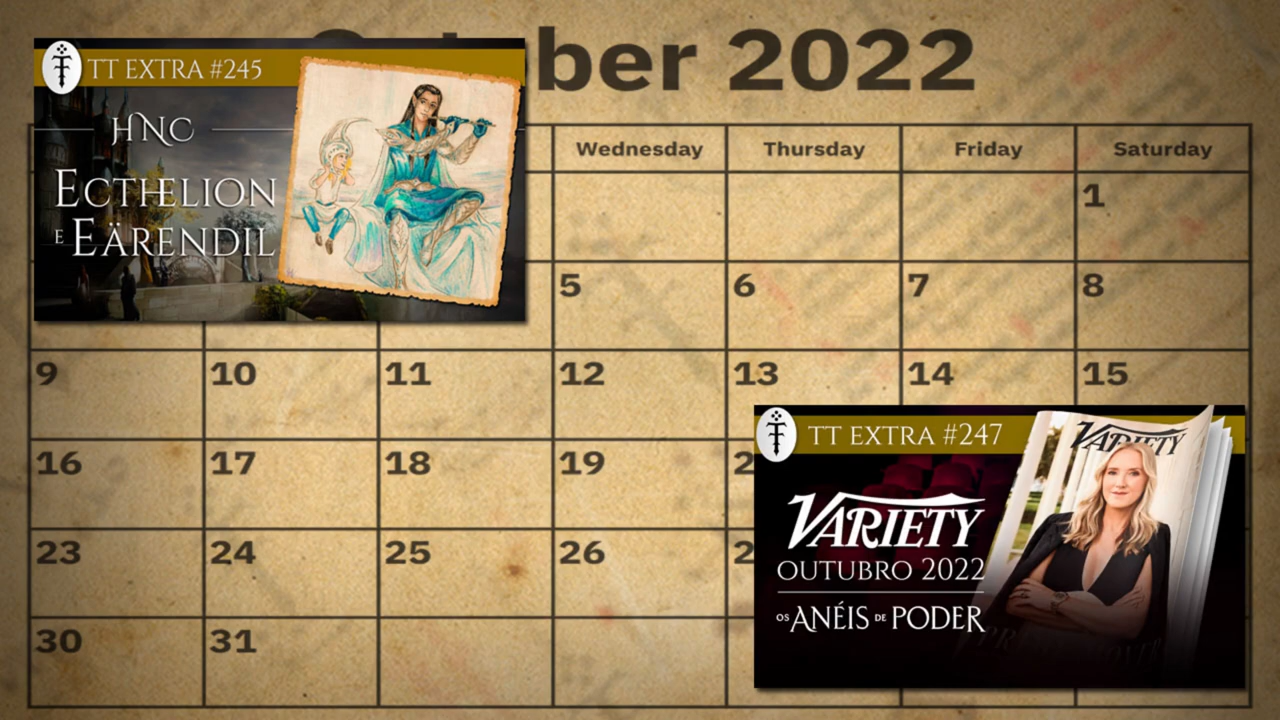 ber 2022
TT EXTRA #245
HNC
ECTHELION
E EÄRENDIL
Wednesday Thursday Friday Saturday
1
5 6 7 8
9 10 11 12 13 14 15
16 17 18 19 2
23 24 25 26 2
30 31
TT EXTRA #247
VARIETY
VARIETY
OUTUBRO 2022
OS ANÉIS DE PODER